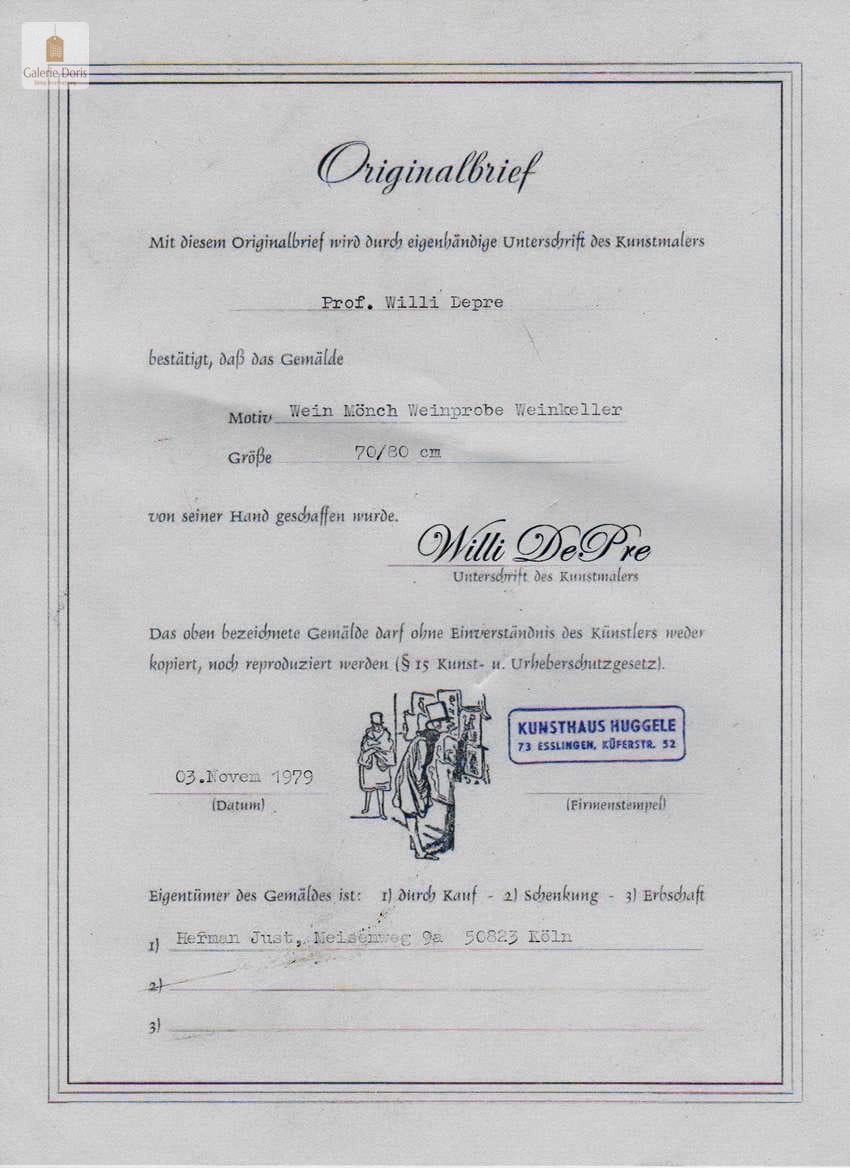 Galerie Doris
Originalbrief
Mit diesem Originalbrief wird durch eigenhändige Unterschrift des Kunstmalers
Prof. Willi Depre
bestätigt, daß das Gemälde
Motiv Wein Mönch Weinprobe Weinkeller
Größe 70/80 cm
von seiner Hand geschaffen wurde.
Willi DePre
Unterschrift des Kunstmalers
Das oben bezeichnete Gemälde darf ohne Einverständnis des Künstlers weder
kopiert, noch reproduziert werden (§ 15 Kunst- u. Urheberschutzgesetz).
KUNSTHAUS HUGGELE
73 ESSLINGEN, KÜFERSTR. 52
03.Novem 1979
(Datum) (Firmenstempel)
Eigentümer des Gemäldes ist: 1) durch Kauf - 2) Schenkung - 3) Erbschaft
1) Herman Just, Meisenweg 9a 50823 Köln
2)
3)